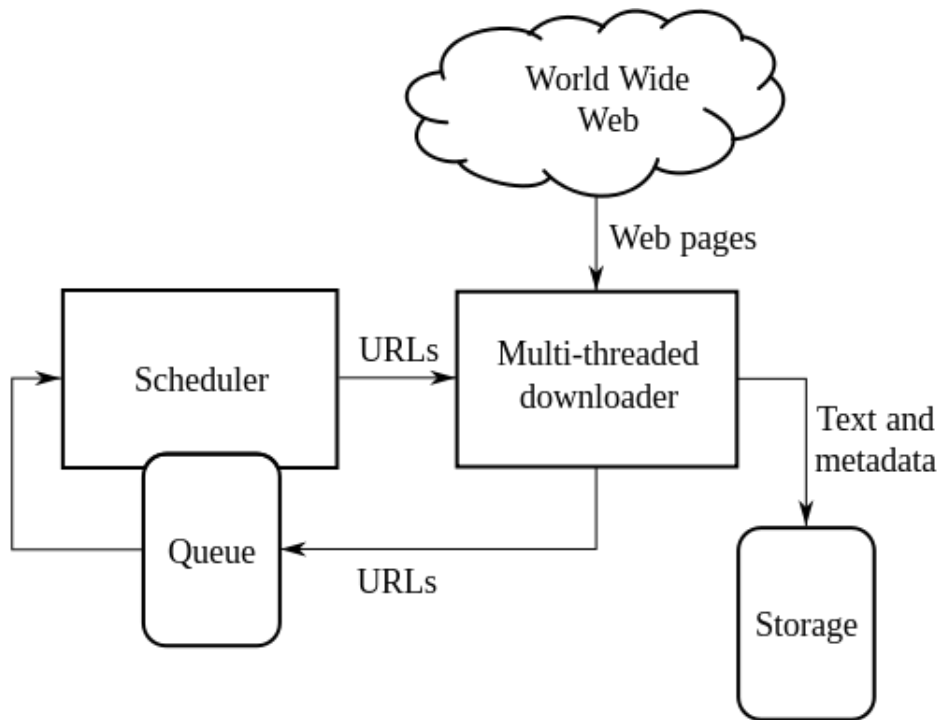 World Wide
Web
Web pages
Scheduler
URLs
Multi-threaded
downloader
Text and
metadata
Queue
URLs
Storage